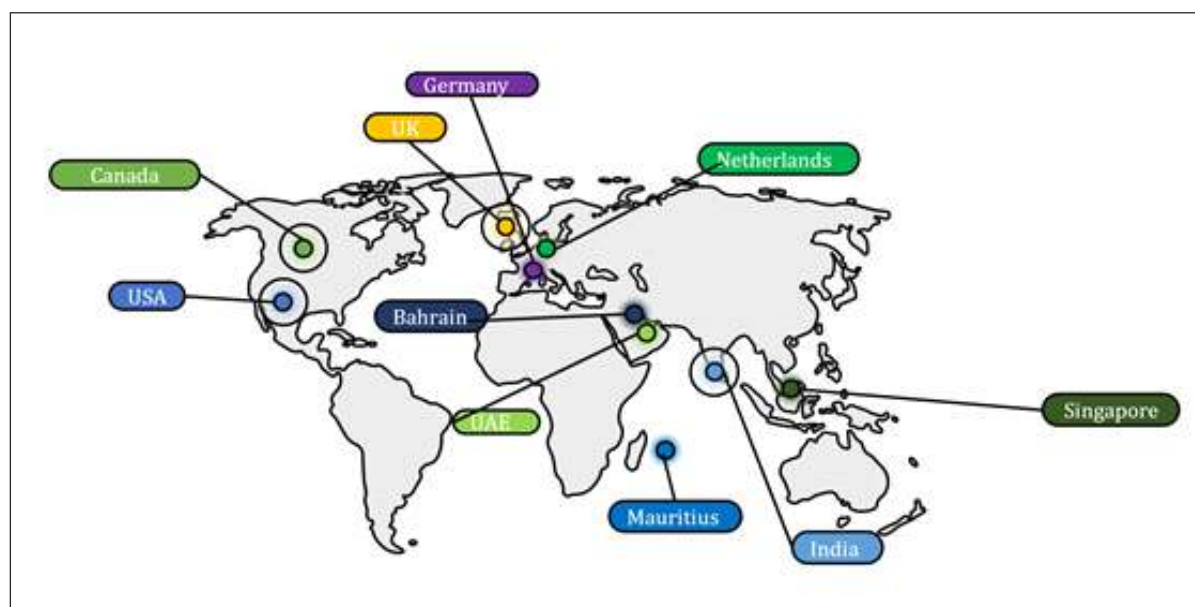 Germany
UK
Netherlands
Canada
USA
Bahrain
UAE
Singapore
Mauritius
India